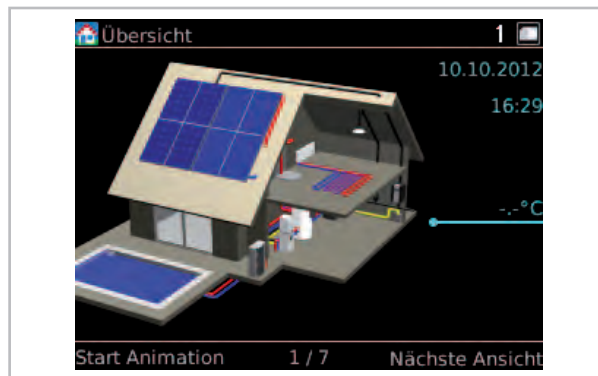 Übersicht 1
10.10.2012
16:29
-.-°C
Start Animation 1 / 7 Nächste Ansicht